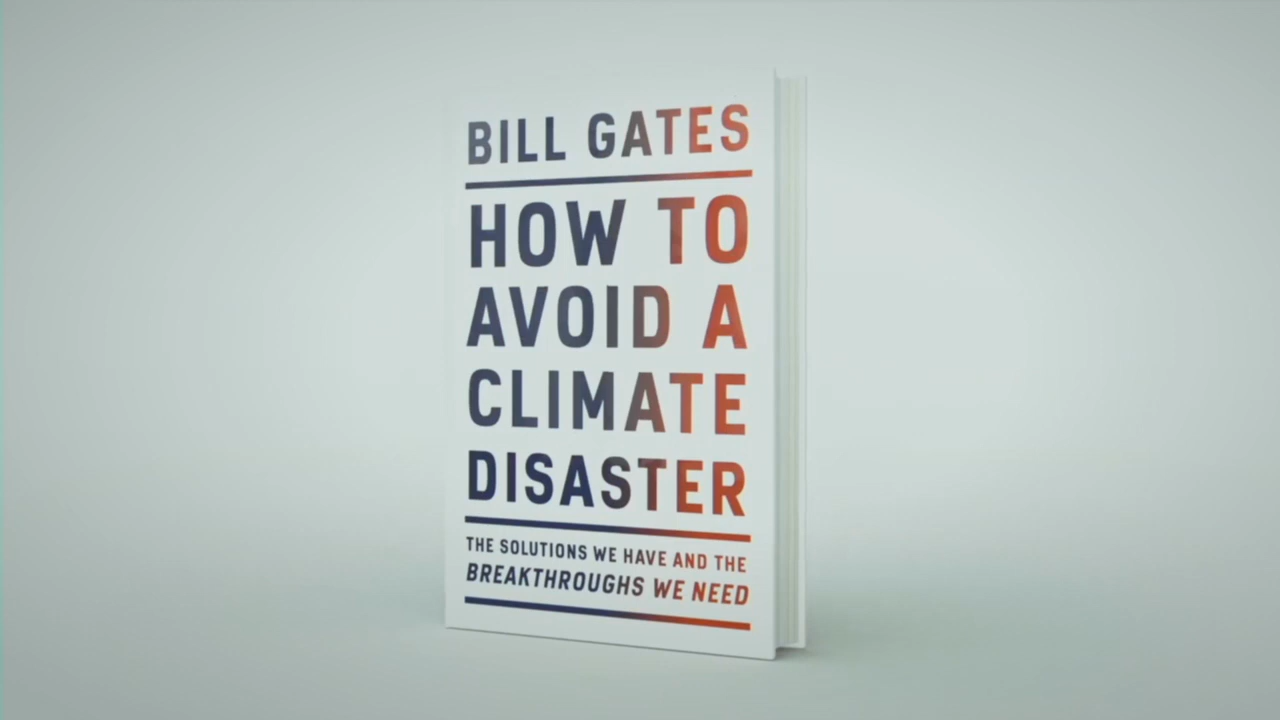 BILL GATES
HOW TO
AVOID A
CLIMATE
DISASTER
THE SOLUTIONS WE HAVE AND THE
BREAKTHROUGHS WE NEED